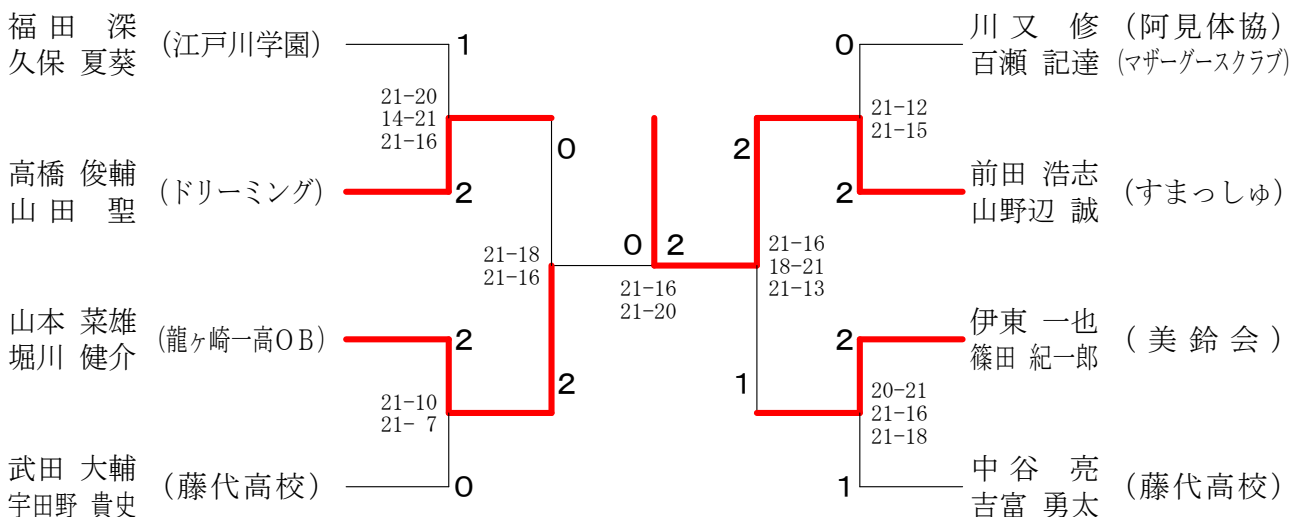 福田 深
久保 夏葵
(江戸川学園)
1
21-20
14-21
21-16
高橋 俊輔
山田 聖
(ドリーミング)
2
0
21-18
21-16
山本 菜雄
堀川 健介
(龍ヶ崎一高OB)
2
2
21-10
21- 7
武田 大輔
宇田野 貴史
(藤代高校)
0
0
2
21-16
21-20
川又 修
(阿見体協)
百瀬 記達
(マザーグースクラブ)
0
21-12
21-15
前田 浩志
山野辺 誠
(すまっしゅ)
2
2
21-16
18-21
21-13
伊東 一也
篠田 紀一郎
(美鈴会)
2
1
20-21
21-16
21-18
中谷 亮
吉富 勇太
(藤代高校)
1